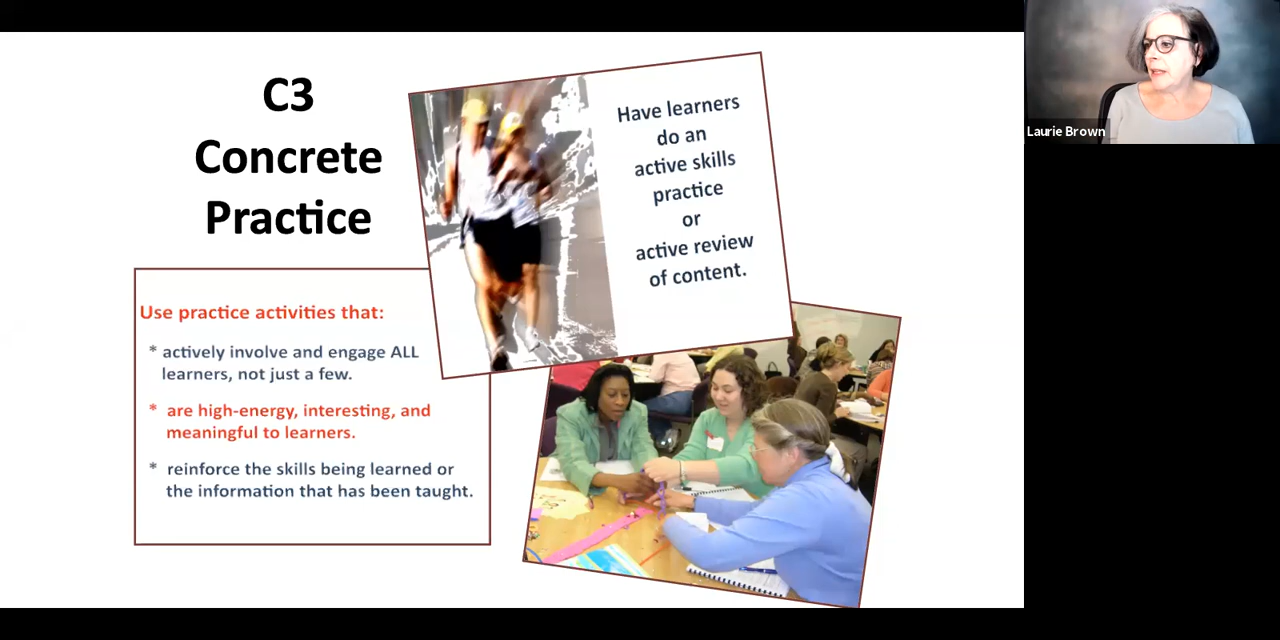 C3
Concrete
Practice
Have learners
do an
active skills
practice
or
active review
of content.
Use practice activities that:
* actively involve and engage ALL
learners, not just a few.
* are high-energy, interesting, and
meaningful to learners.
* reinforce the skills being learned or
the information that has been taught.
Laurie Brown